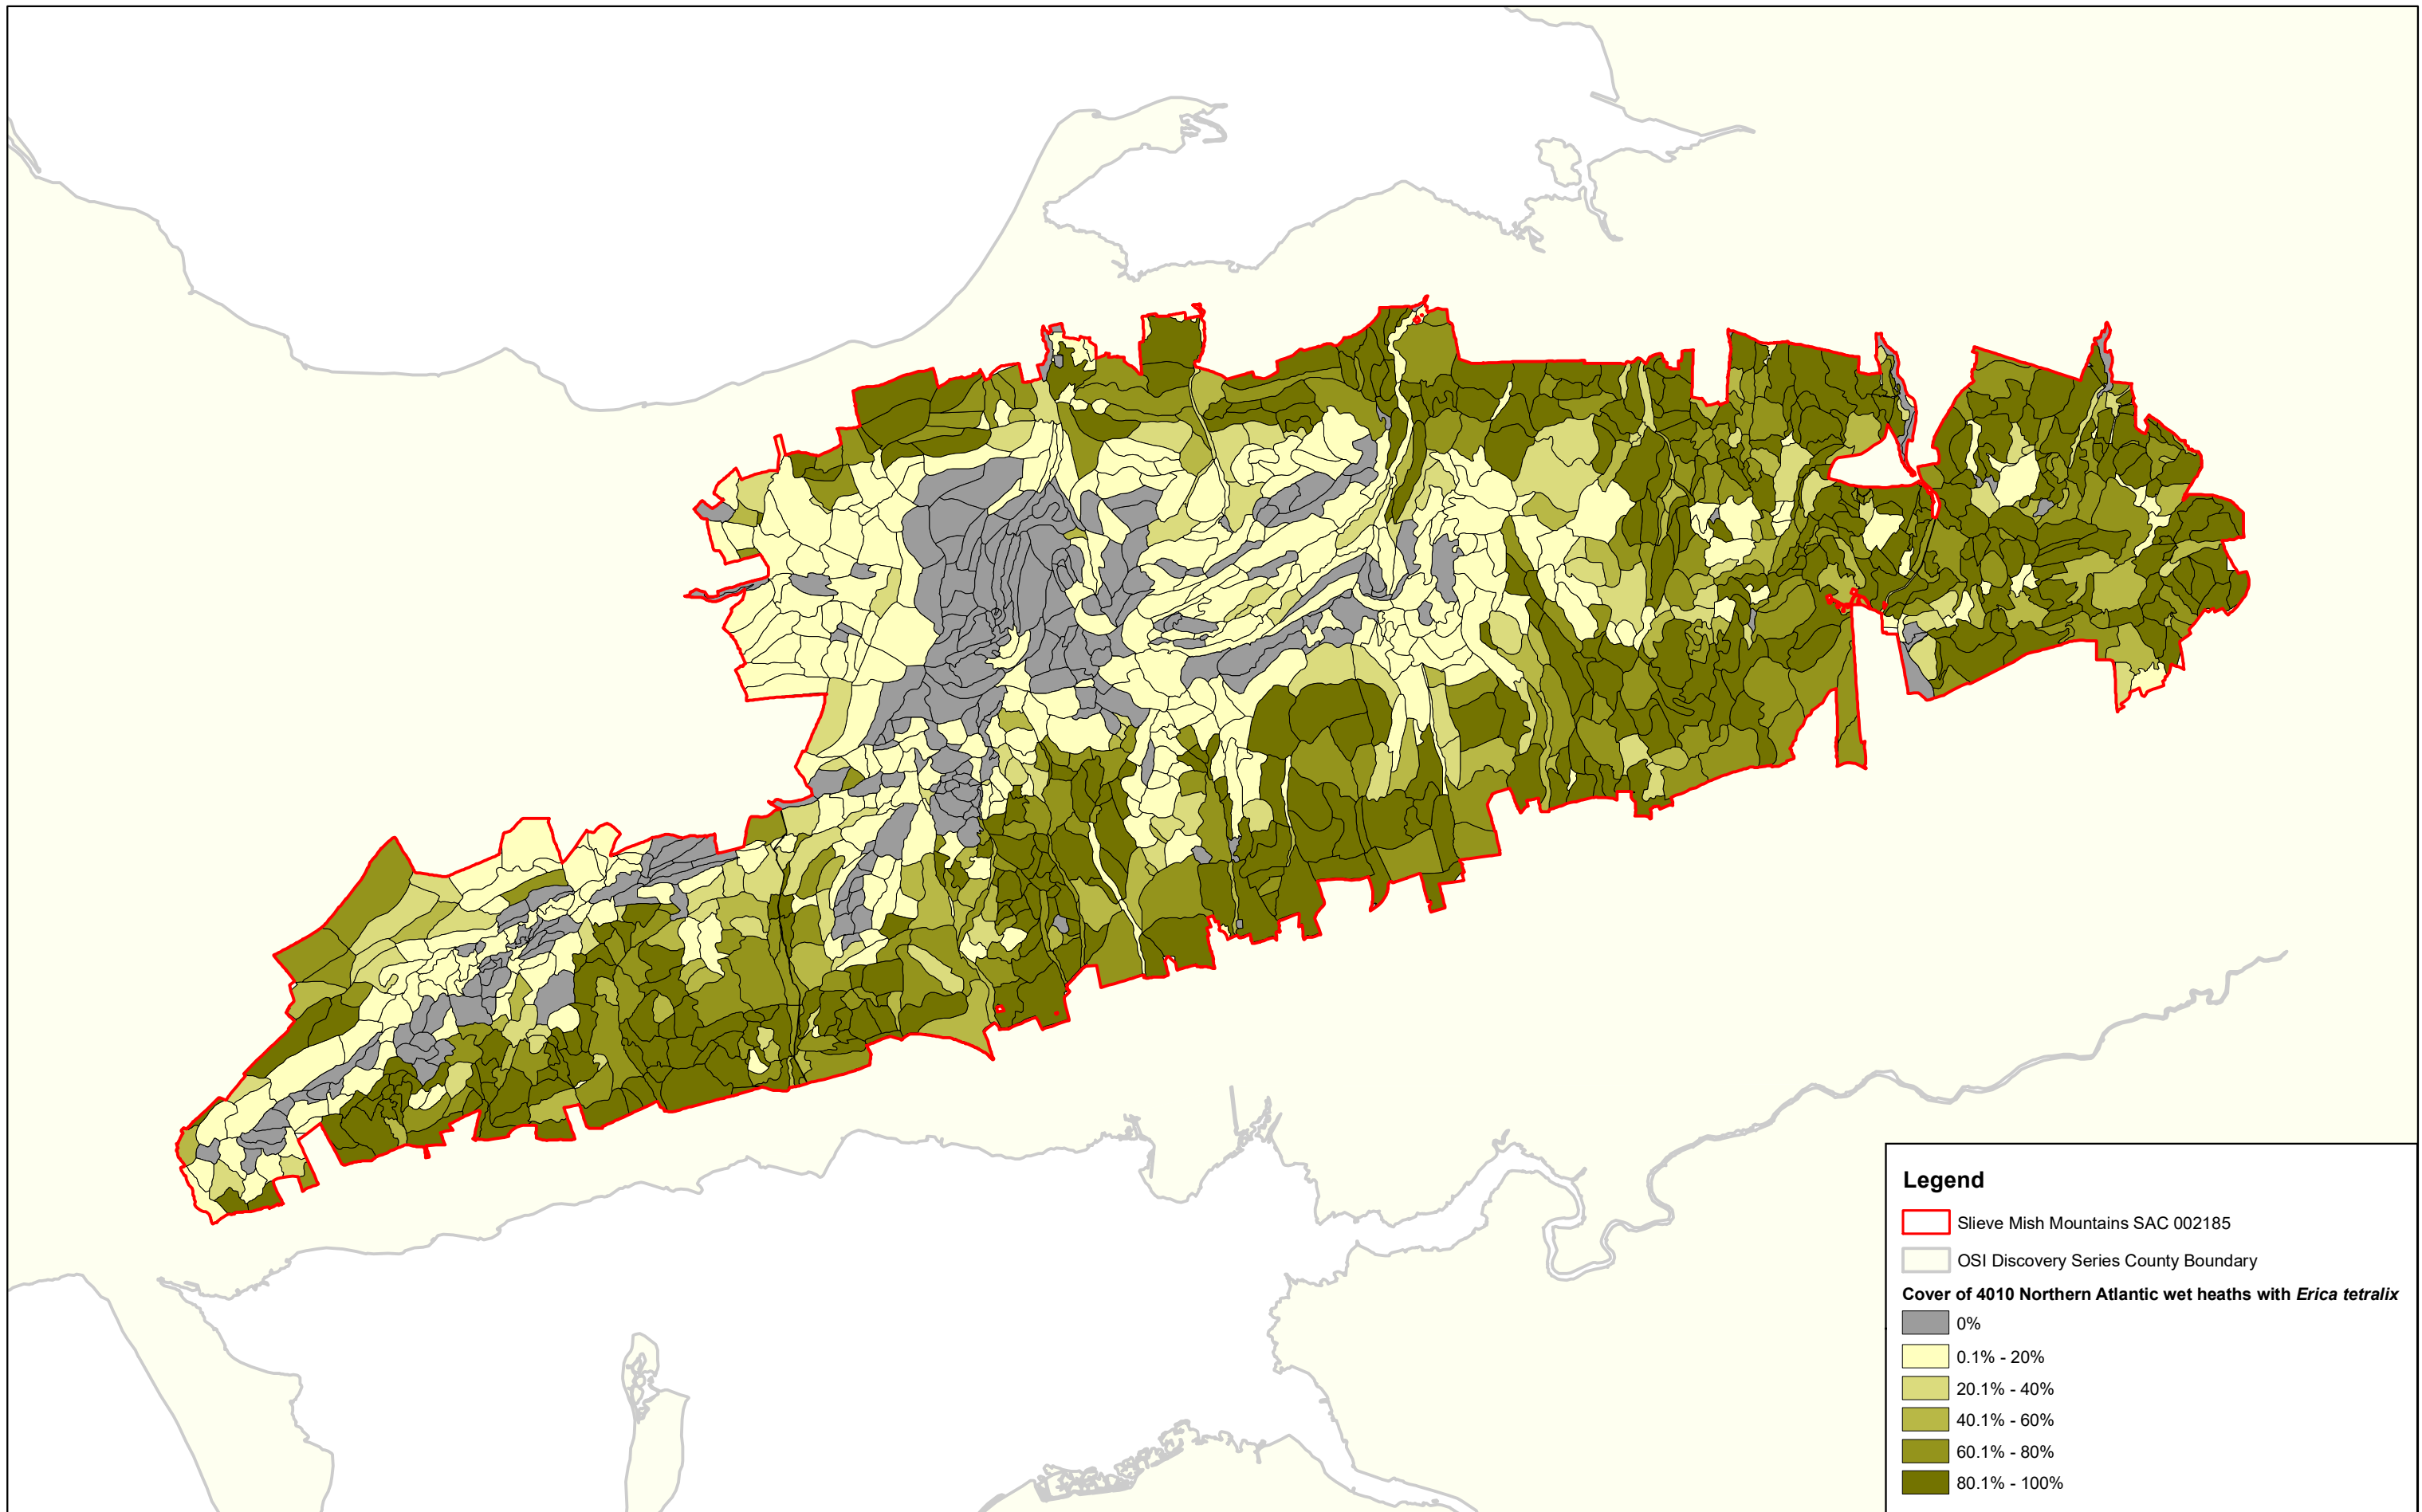 Legend
Slieve Mish Mountains SAC 002185
OSI Discovery Series County Boundary
Cover of 4010 Northern Atlantic wet heaths with Erica tetralix
0%
0.1% - 20%
20.1% - 40%
40.1% - 60%
60.1% - 80%
80.1% - 100%